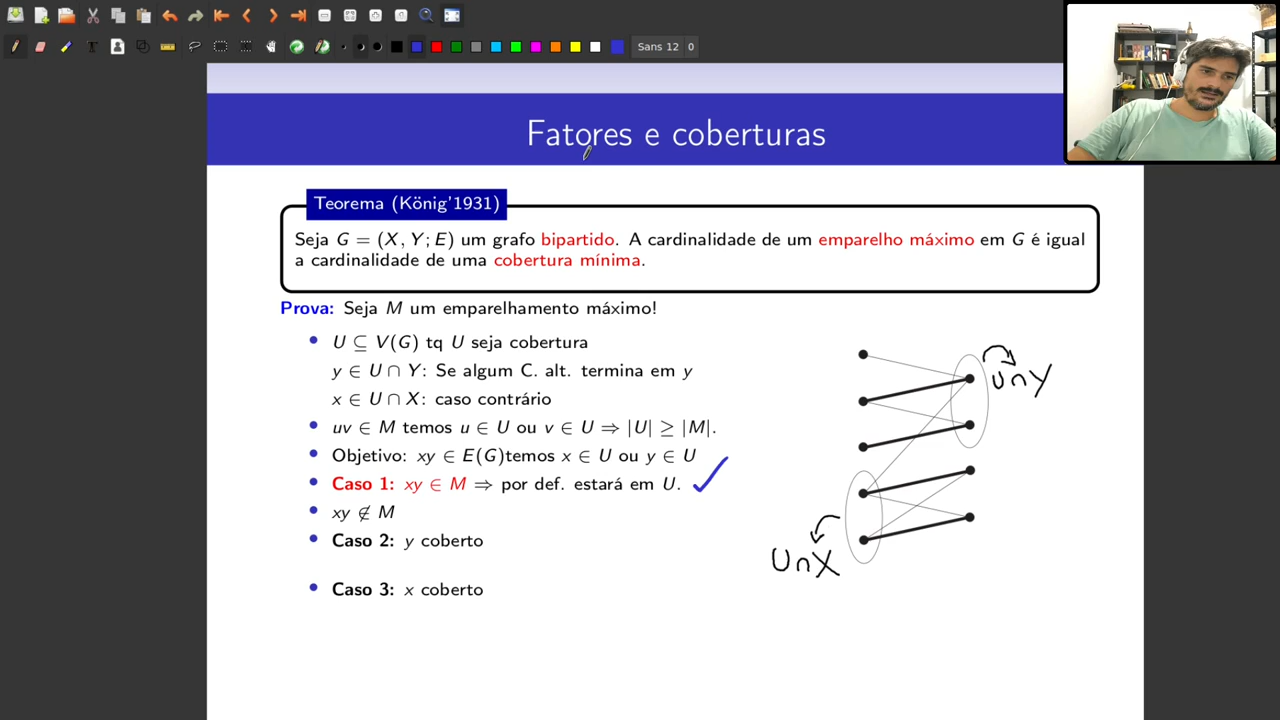 Sans 12 0
Fatores e coberturas
Teorema (König'1931)
Seja G = (X, Y; E) um grafo bipartido. A cardinalidade de um emparelho máximo em G é igual
a cardinalidade de uma cobertura mínima.
Prova: Seja M um emparelhamento máximo!
U ⊆ V(G) tq U seja cobertura
y ∈ U ∩ Y: Se algum C. alt. termina em y
x ∈ U ∩ X: caso contrário
uv ∈ M temos u ∈ U ou v ∈ U ⇒ |U| ≥ |M|.
Objetivo: xy ∈ E(G)temos x ∈ U ou y ∈ U
Caso 1: xy ∈ M ⇒ por def. estará em U.
xy ∉ M
Caso 2: y coberto
Caso 3: x coberto
U∩Y
U∩X